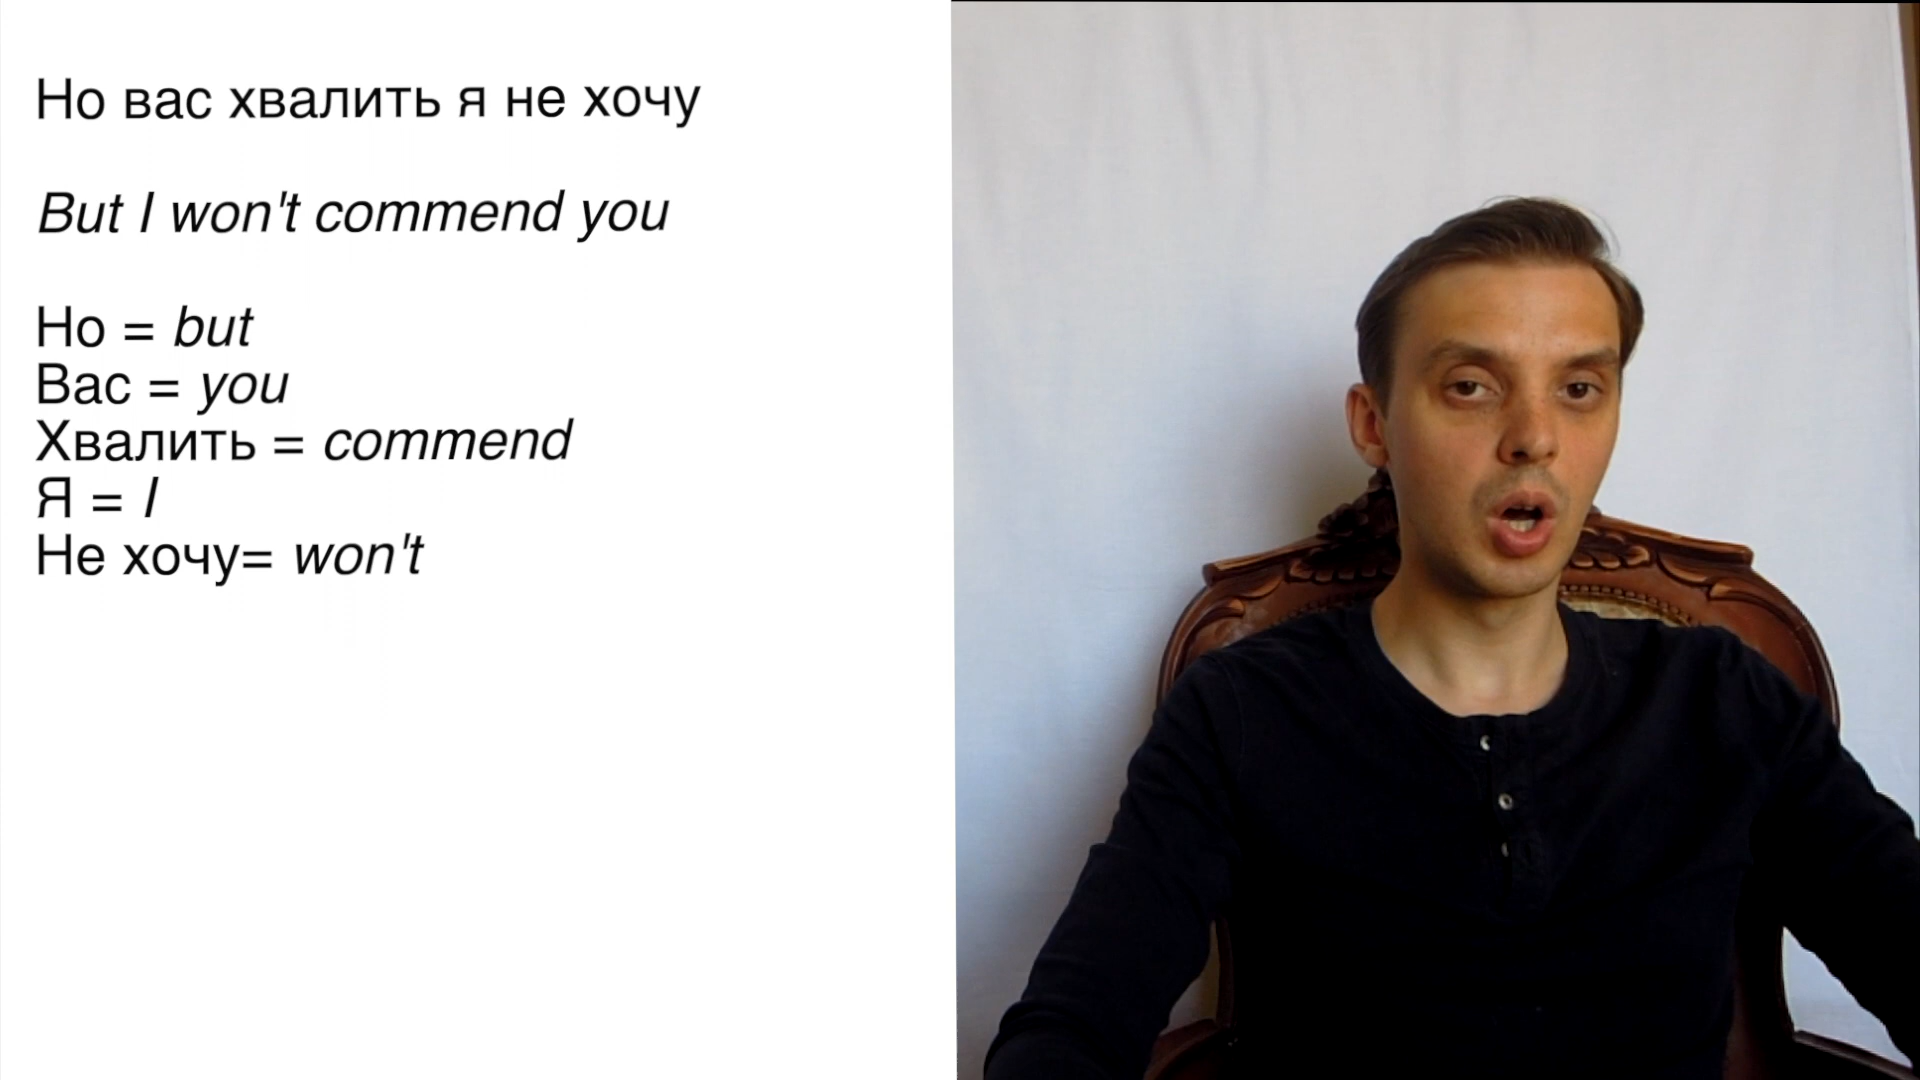 Но вас хвалить я не хочу
But I won't commend you
Но = but
Вас = you
Хвалить = commend
Я = I
Не хочу= won't